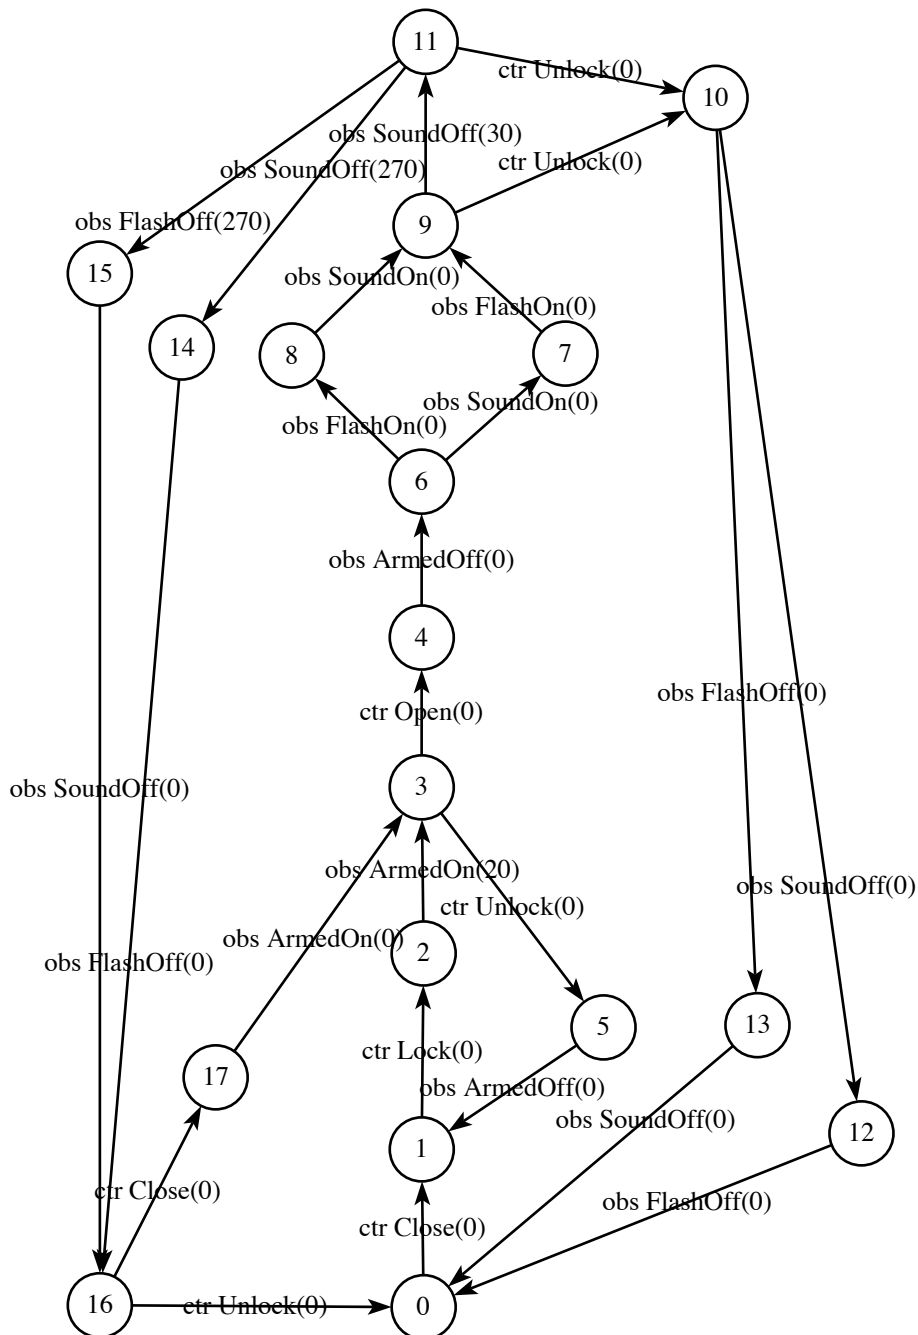 11
ctr Unlock(0)
10
obs SoundOff(30)
ctr Unlock(0)
obs SoundOff(270)
obs FlashOff(270)
9
15
obs SoundOn(0)
obs FlashOn(0)
14
8
7
obs SoundOn(0)
obs FlashOn(0)
6
obs ArmedOff(0)
4
obs FlashOff(0)
ctr Open(0)
obs SoundOff(0)
3
obs ArmedOn(20)
obs SoundOff(0)
ctr Unlock(0)
obs ArmedOn(0)
2
obs FlashOff(0)
5
13
ctr Lock(0)
17
obs ArmedOff(0)
obs SoundOff(0)
12
1
ctr Close(0)
obs FlashOff(0)
ctr Close(0)
16
ctr Unlock(0)
0